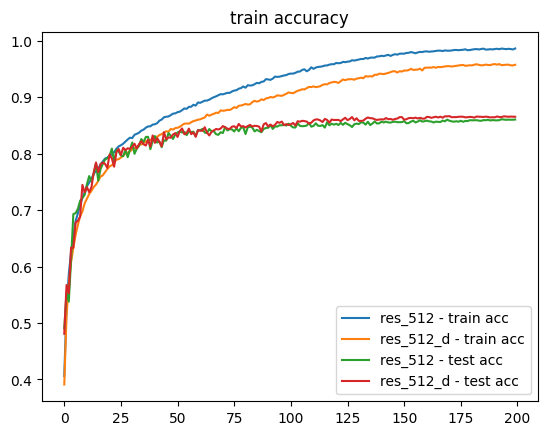 train accuracy
1.0
0.9
0.8
0.7
0.6
0.5
0.4
res_512 - train acc
res_512_d - train acc
res_512 - test acc
res_512_d - test acc
0 25 50 75 100 125 150 175 200